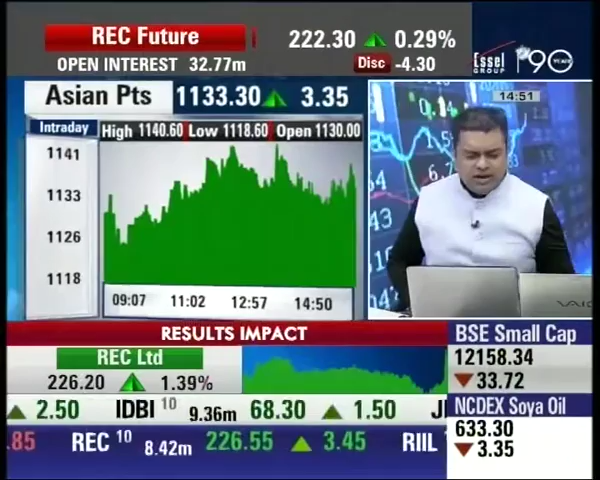 REC Future
222.30 0.29%
OPEN INTEREST 32.77m
Disc -4.30
Essel
GROUP
90
YEARS
Asian Pts 1133.30 3.35
14:51
Intraday
High 1140.60 Low 1118.60 Open 1130.00
1141
1133
1126
1118
09:07 11:02 12:57 14:50
VAIO
RESULTS IMPACT
REC Ltd
226.20 1.39%
BSE Small Cap
12158.34
33.72
NCDEX Soya Oil
633.30
3.35
2.50 IDBI 10 9.36m 68.30 1.50
.85 REC 10 8.42m 226.55 3.45 RIIL